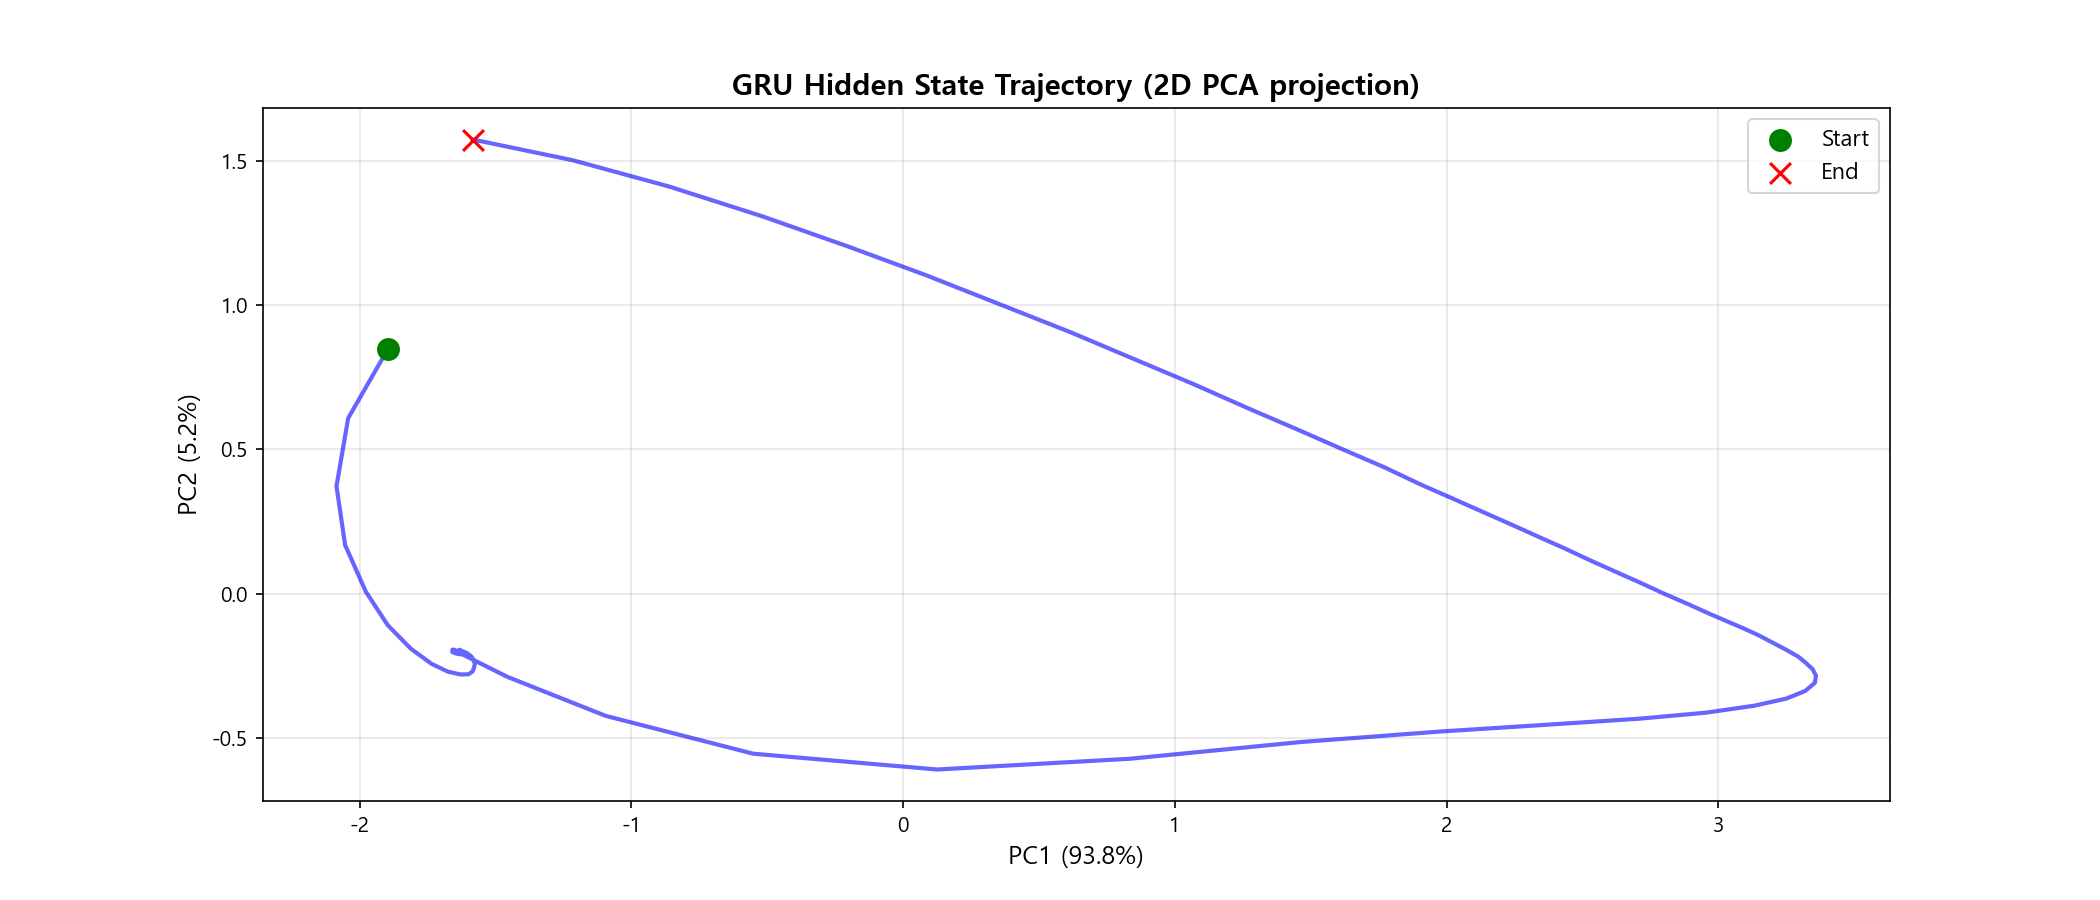 GRU Hidden State Trajectory (2D PCA projection)
Start
End
1.5
1.0
0.5
0.0
-0.5
PC2 (5.2%)
-2
-1
0
1
2
3
PC1 (93.8%)